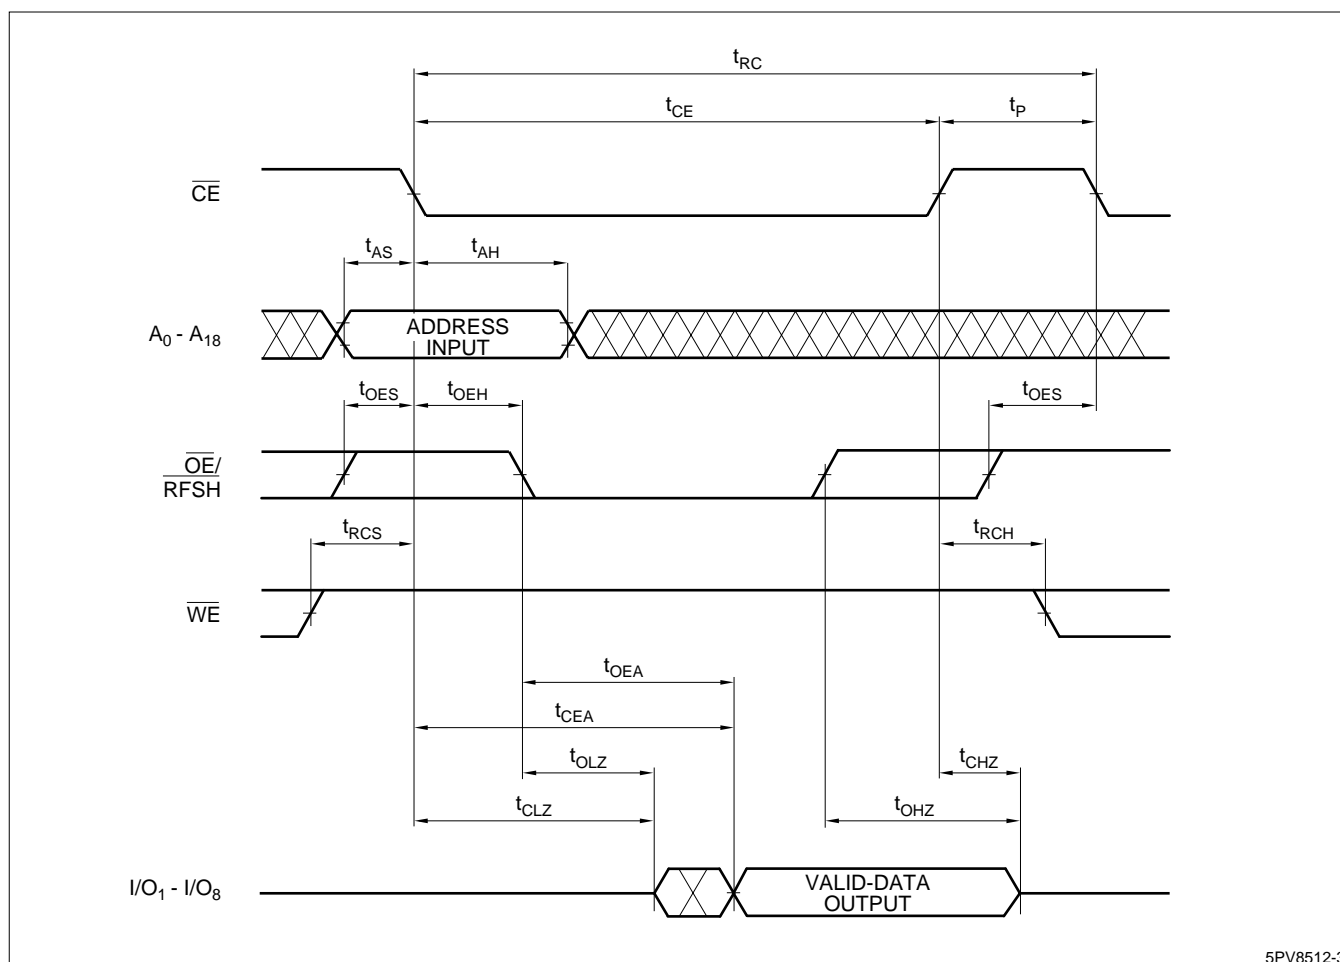 tRC
tCE tP
CE
tAS tAH
A0 - A18 ADDRESS INPUT
tOES tOEH tOES
OE/
RFSH
tRCS tRCH
WE
tOEA
tCEA
tOLZ tCHZ
tCLZ tOHZ
I/O1 - I/O8 VALID-DATA OUTPUT